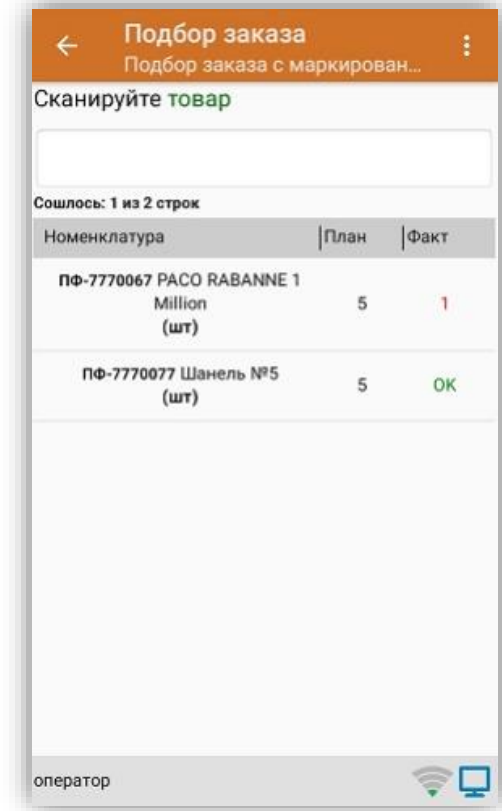 Подбор заказа
Подбор заказа с маркирован...
Сканируйте товар
Сошлось: 1 из 2 строк
Номенклатура План Факт
ПФ-7770067 PACO RABANNE 1
Million 5 1
(шт)
ПФ-7770077 Шанель №5
(шт) 5 ОК
оператор